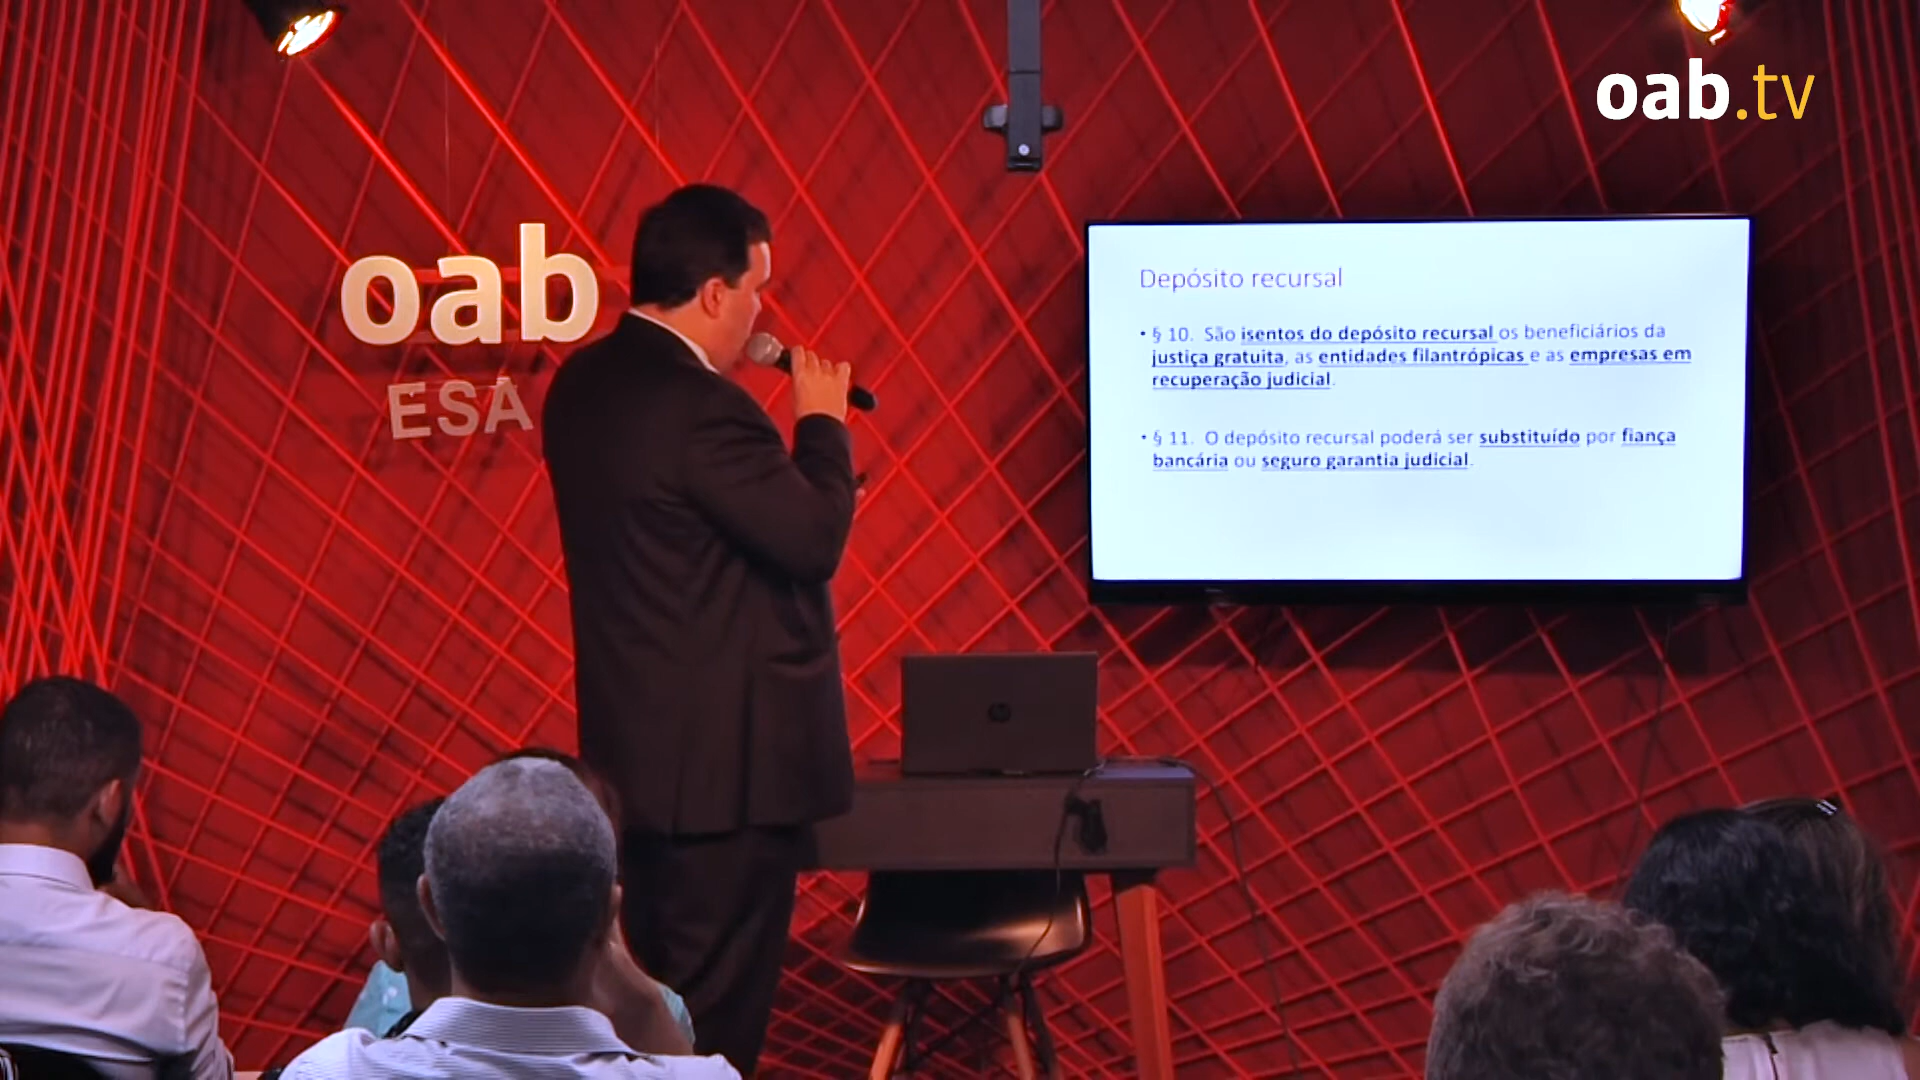 oab.tv
oab
ESA
Depósito recursal
• § 10. São isentos do depósito recursal os beneficiários da
justiça gratuita, as entidades filantrópicas e as empresas em
recuperação judicial.
• § 11. O depósito recursal poderá ser substituído por fiança
bancária ou seguro garantia judicial.
hp